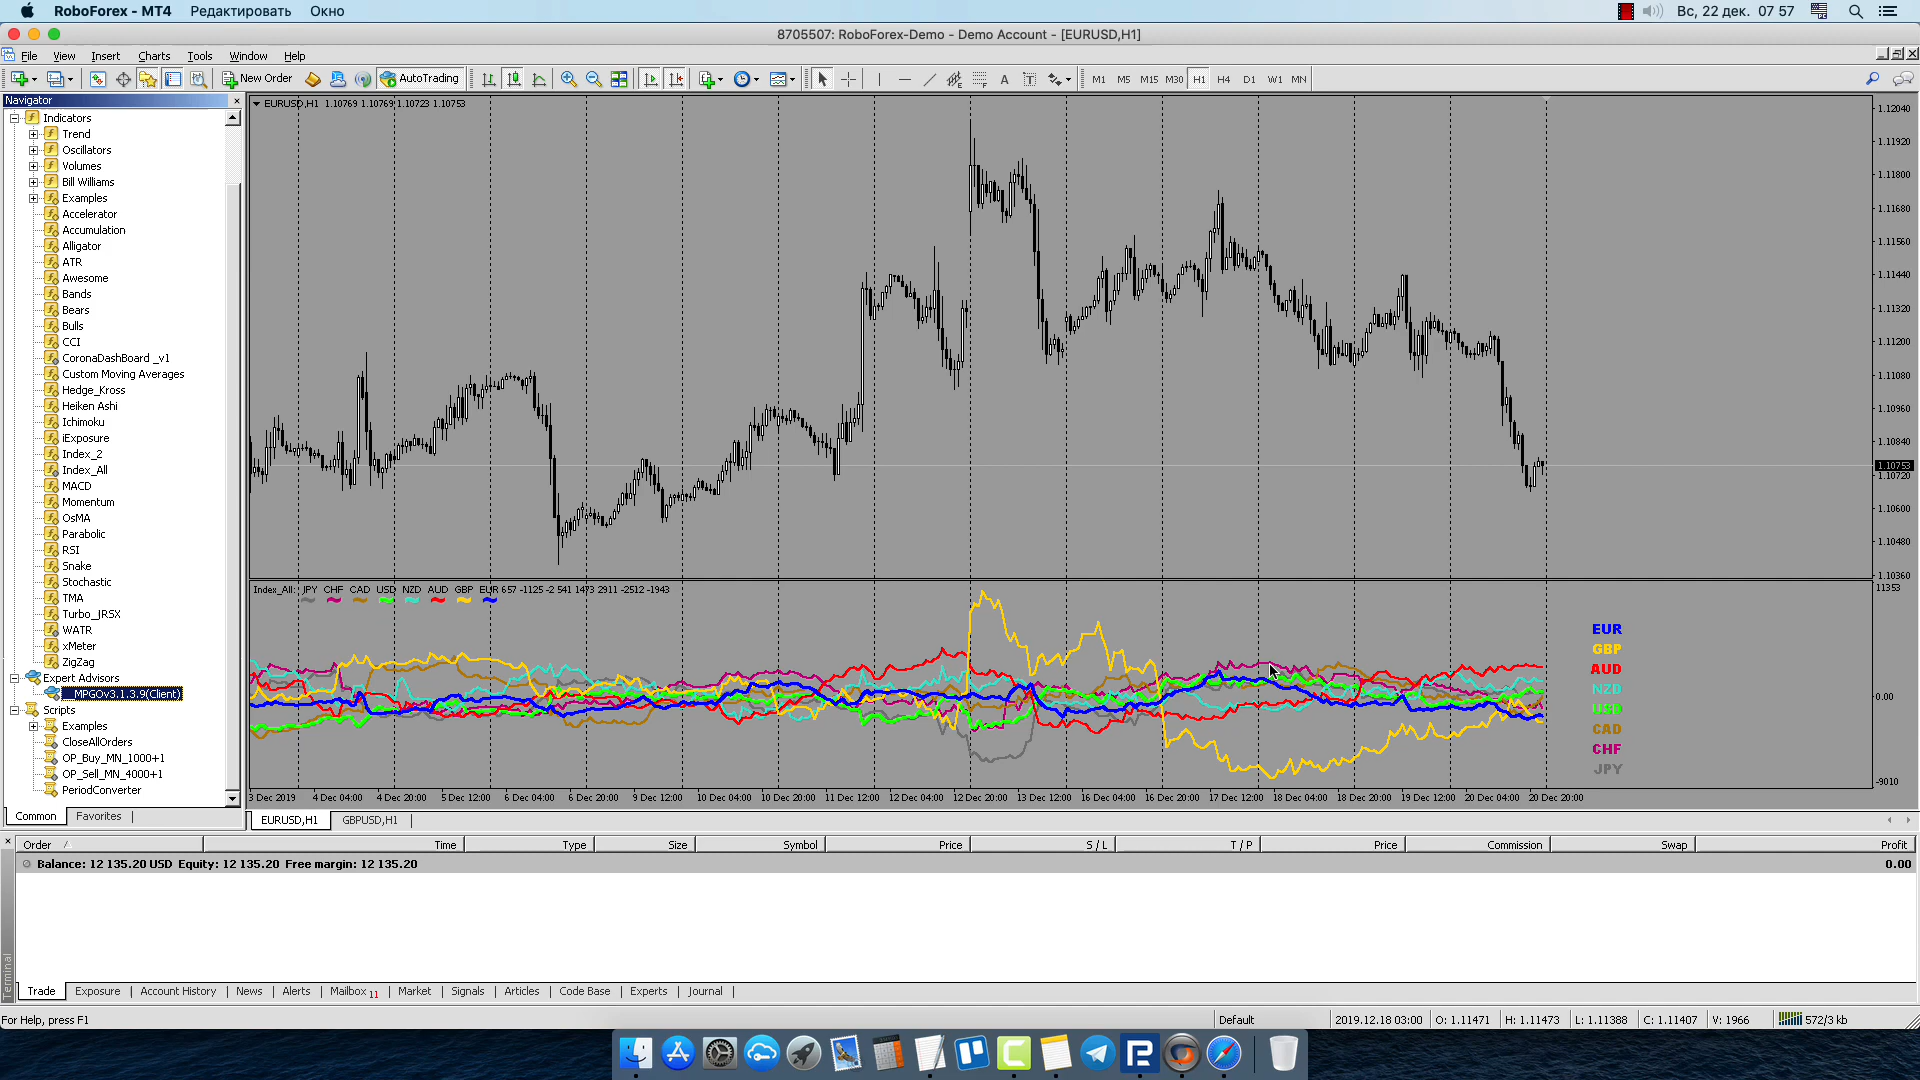 RoboForex - MT4 Редактировать Окно Вс, 22 дек. 07 57
8705507: RoboForex-Demo - Demo Account - [EURUSD,H1]
File View Insert Charts Tools Window Help
New Order AutoTrading A T M1 M5 M15 M30 H1 H4 D1 W1 MN
Navigator
Indicators
Trend
Oscillators
Volumes
Bill Williams
Examples
Accelerator
Accumulation
Alligator
ATR
Awesome
Bands
Bears
Bulls
CCI
CoronaDashBoard _v1
Custom Moving Averages
Hedge_Kross
Heiken Ashi
Ichimoku
iExposure
Index_2
Index_All
MACD
Momentum
OsMA
Parabolic
RSI
Snake
Stochastic
TMA
Turbo_JRSX
WATR
xMeter
ZigZag
Expert Advisors
MPGOv3.1.3.9(Client)
Scripts
Examples
CloseAllOrders
OP_Buy_MN_1000+1
OP_Sell_MN_4000+1
PeriodConverter
Common Favorites
EURUSD,H1 1.10769 1.10769 1.10723 1.10753
1.12040
1.11920
1.11800
1.11680
1.11560
1.11440
1.11320
1.11200
1.11080
1.10960
1.10840
1.10753
1.10720
1.10600
1.10480
1.10360
Index_All: JPY CHF CAD USD NZD AUD GBP EUR 657 -1125 -2 541 1473 2911 -2512 -1943
11353
0.00
-9010
EUR
GBP
AUD
NZD
USD
CAD
CHF
JPY
3 Dec 2019 4 Dec 04:00 4 Dec 20:00 5 Dec 12:00 6 Dec 04:00 6 Dec 20:00 9 Dec 12:00 10 Dec 04:00 10 Dec 20:00 11 Dec 12:00 12 Dec 04:00 12 Dec 20:00 13 Dec 12:00 16 Dec 04:00 16 Dec 20:00 17 Dec 12:00 18 Dec 04:00 18 Dec 20:00 19 Dec 12:00 20 Dec 04:00 20 Dec 20:00
EURUSD,H1 GBPUSD,H1
Order Time Type Size Symbol Price S / L T / P Price Commission Swap Profit
Balance: 12 135.20 USD Equity: 12 135.20 Free margin: 12 135.20 0.00
Terminal
Trade Exposure Account History News Alerts Mailbox 11 Market Signals Articles Code Base Experts Journal
For Help, press F1 Default 2019.12.18 03:00 O: 1.11471 H: 1.11473 L: 1.11388 C: 1.11407 V: 1966 572/3 kb